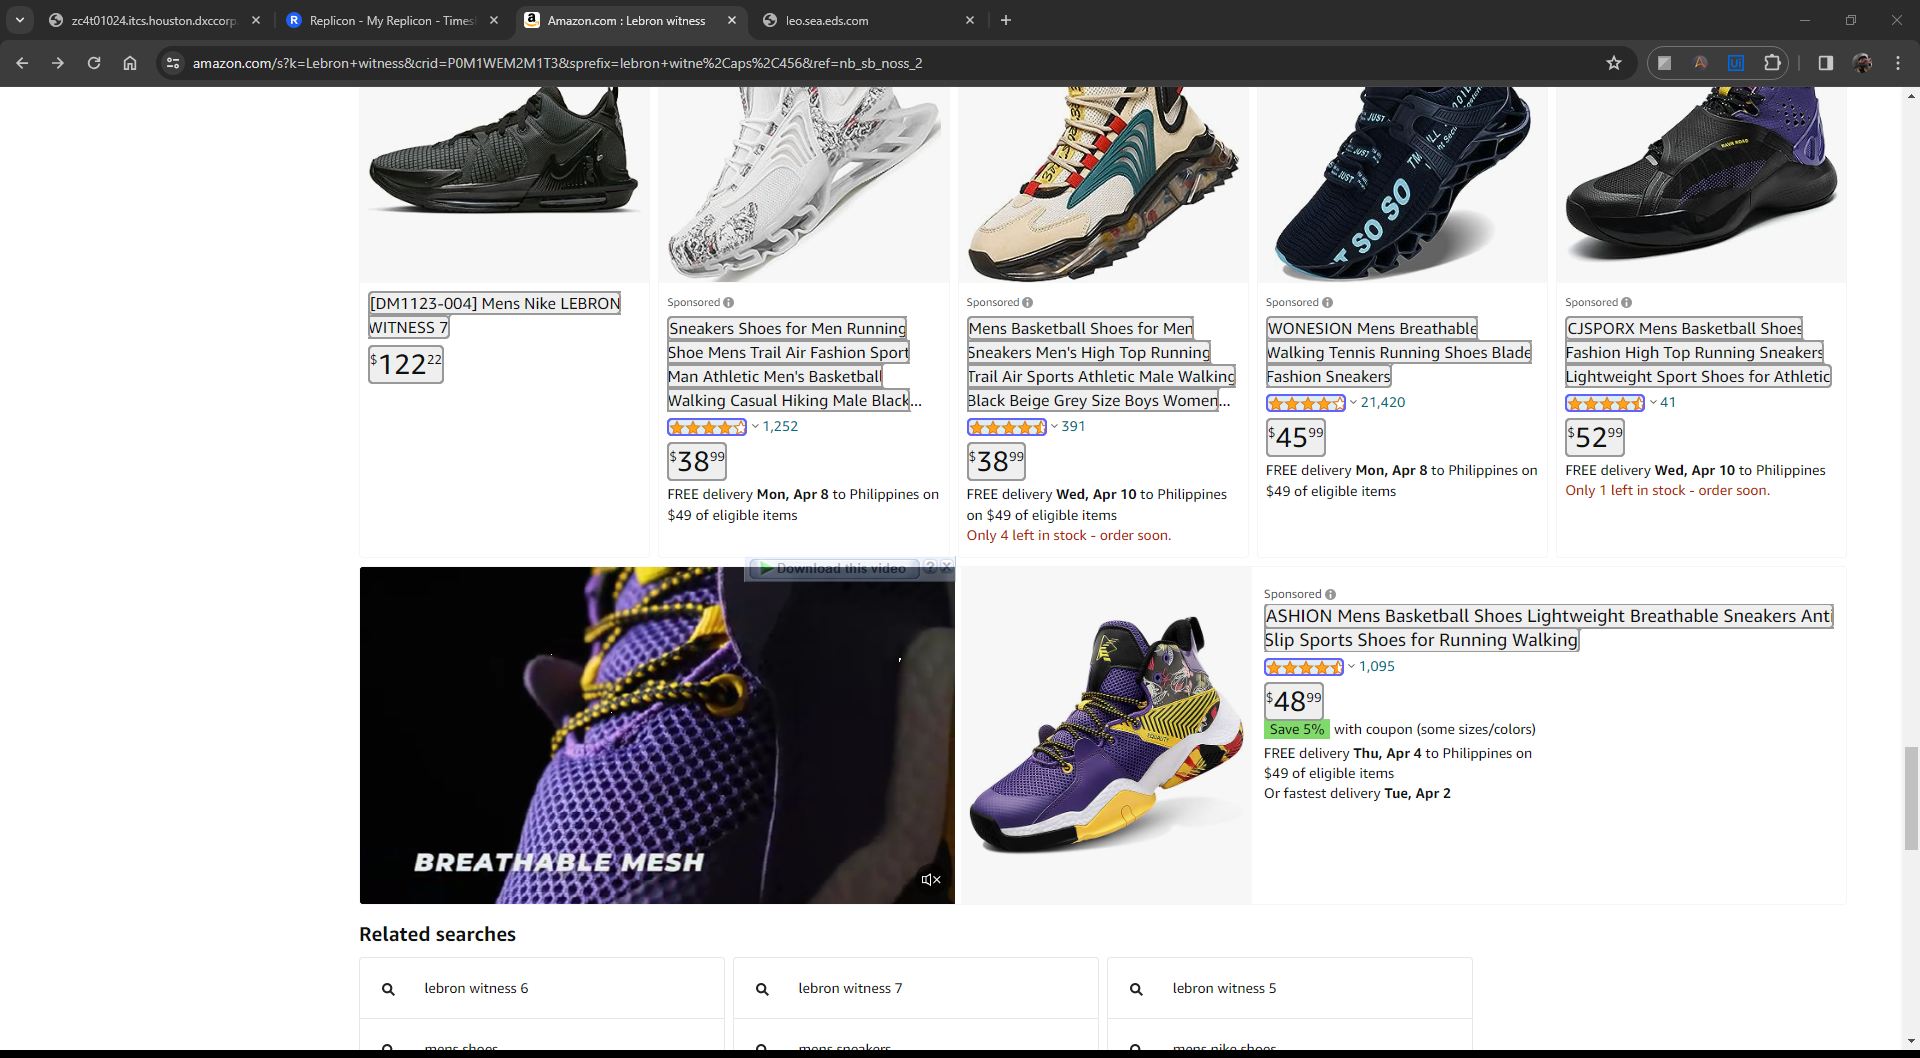 zc4t01024.itcs.houston.dxccorp
Replicon - My Replicon - Times
Amazon.com : Lebron witness
leo.sea.eds.com
amazon.com/s?k=Lebron+witness&crid=P0M1WEM2M1T3&sprefix=lebron+witne%2Caps%2C456&ref=nb_sb_noss_2
[DM1123-004] Mens Nike LEBRON
WITNESS 7
$122.22
Sponsored
Sneakers Shoes for Men Running
Shoe Mens Trail Air Fashion Sport
Man Athletic Men's Basketball
Walking Casual Hiking Male Black...
1,252
$38.99
FREE delivery Mon, Apr 8 to Philippines on
$49 of eligible items
Sponsored
Mens Basketball Shoes for Men
Sneakers Men's High Top Running
Trail Air Sports Athletic Male Walking
Black Beige Grey Size Boys Women...
391
$38.99
FREE delivery Wed, Apr 10 to Philippines
on $49 of eligible items
Only 4 left in stock - order soon.
JUST
SO SO
Sponsored
WONESION Mens Breathable
Walking Tennis Running Shoes Blade
Fashion Sneakers
21,420
$45.99
FREE delivery Mon, Apr 8 to Philippines on
$49 of eligible items
Sponsored
CJSPORX Mens Basketball Shoes
Fashion High Top Running Sneakers
Lightweight Sport Shoes for Athletic
41
$52.99
FREE delivery Wed, Apr 10 to Philippines
Only 1 left in stock - order soon.
Download this video
BREATHABLE MESH
EQUALITY
Sponsored
ASHION Mens Basketball Shoes Lightweight Breathable Sneakers Anti
Slip Sports Shoes for Running Walking
1,095
$48.99
Save 5% with coupon (some sizes/colors)
FREE delivery Thu, Apr 4 to Philippines on
$49 of eligible items
Or fastest delivery Tue, Apr 2
Related searches
lebron witness 6
lebron witness 7
lebron witness 5
mens shoes
mens sneakers
mens nike shoes